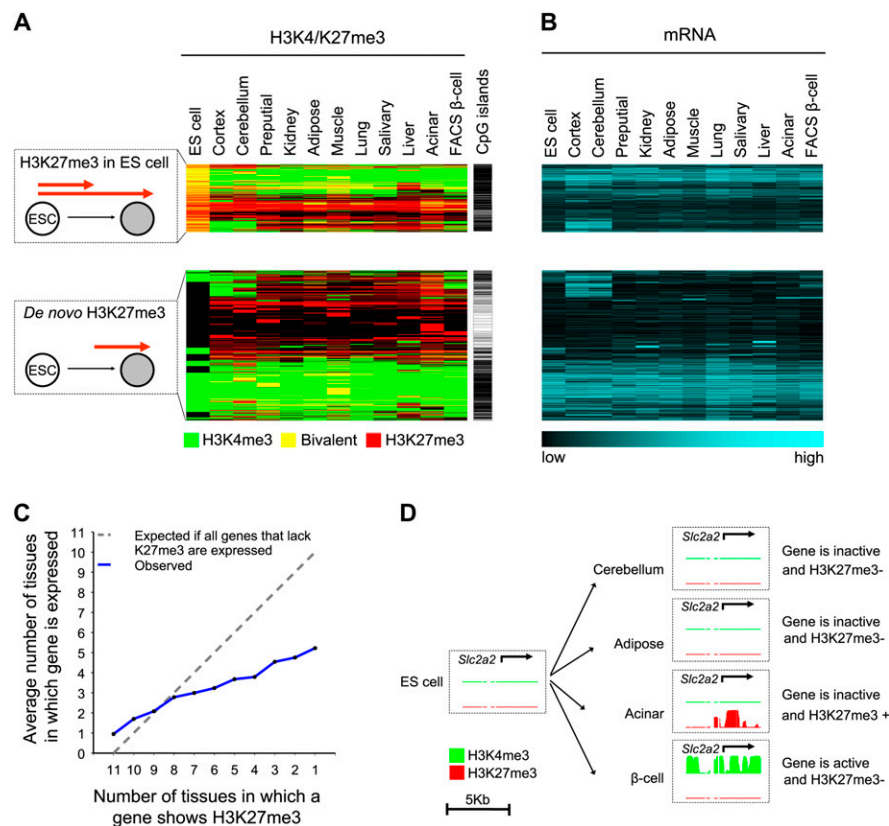 A
H3K4/K27me3
ES cell
Cortex
Cerebellum
Preputial
Kidney
Adipose
Muscle
Lung
Salivary
Liver
Acinar
FACS β-cell
CpG islands
H3K27me3 in ES cell
ESC
De novo H3K27me3
ESC
H3K4me3
Bivalent
H3K27me3
B
mRNA
ES cell
Cortex
Cerebellum
Preputial
Kidney
Adipose
Muscle
Lung
Salivary
Liver
Acinar
FACS β-cell
low
high
C
Expected if all genes that lack
K27me3 are expressed
Observed
Average number of tissues
in which gene is expressed
11
10
9
8
7
6
5
4
3
2
1
0
11 10 9 8 7 6 5 4 3 2 1
Number of tissues in which a
gene shows H3K27me3
D
ES cell
Slc2a2
H3K4me3
H3K27me3
5Kb
Cerebellum
Slc2a2
Gene is inactive
and H3K27me3-
Adipose
Slc2a2
Gene is inactive
and H3K27me3-
Acinar
Slc2a2
Gene is inactive
and H3K27me3 +
β-cell
Slc2a2
Gene is active
and H3K27me3-